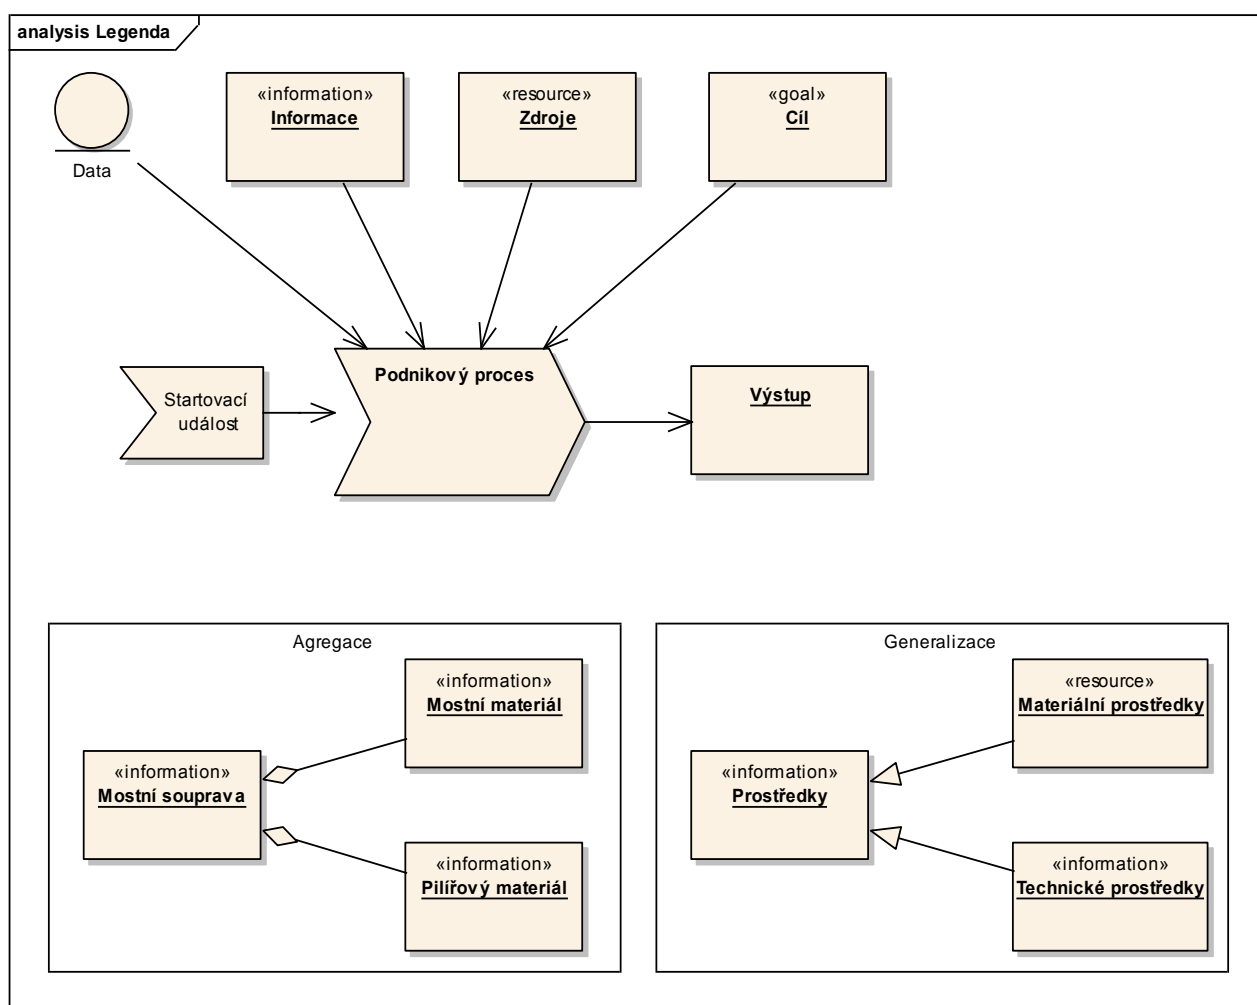 analysis Legenda
«information»
Informace
«resource»
Zdroje
«goal»
Cíl
Data
Startovací
událost
Podnikový proces
Výstup
Agregace
«information»
Mostní materiál
«information»
Mostní souprava
«information»
Pilířový materiál
Generalizace
«resource»
Materiální prostředky
«information»
Prostředky
«information»
Technické prostředky